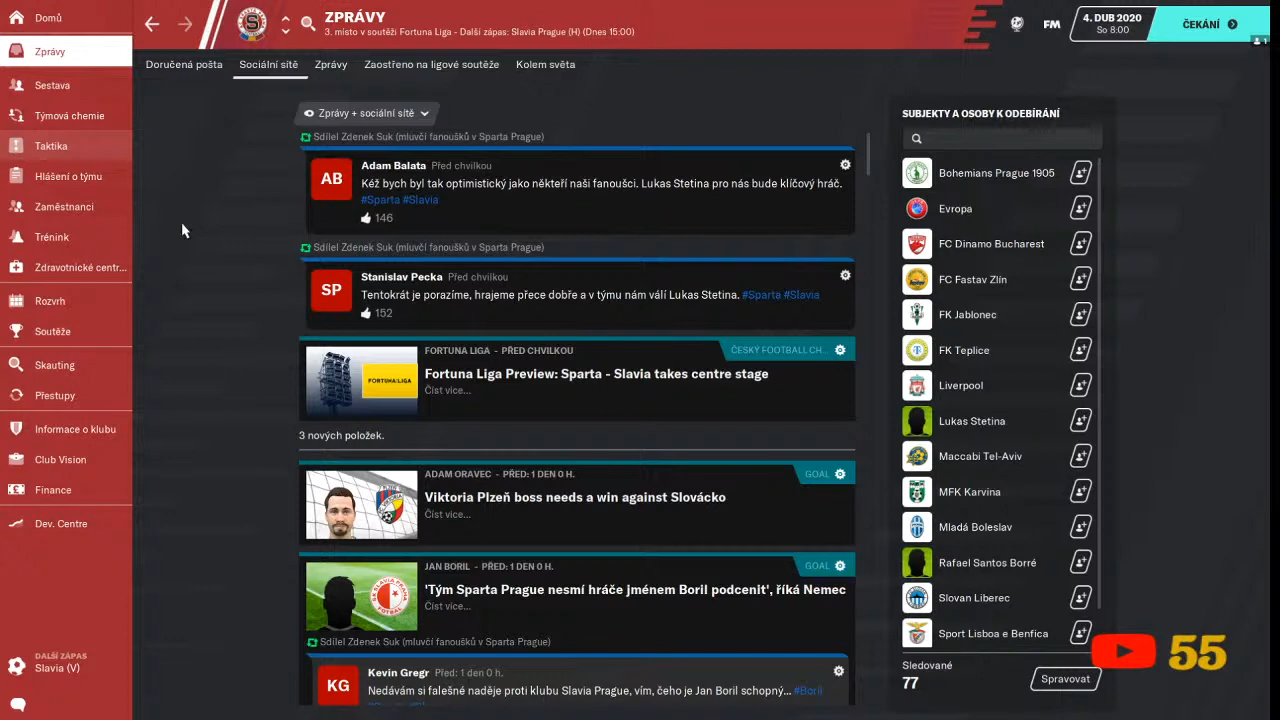 Domů
Zprávy
Sestava
Týmová chemie
Taktika
Hlášení o týmu
Zaměstnanci
Trénink
Zdravotnické centr...
Rozvrh
Soutěže
Skauting
Přestupy
Informace o klubu
Club Vision
Finance
Dev. Centre
DALŠÍ ZÁPAS
Slavia (V)
ZPRÁVY
3. místo v soutěži Fortuna Liga - Další zápas: Slavia Prague (H) (Dnes 15:00)
FM
4. DUB 2020
So 8:00
ČEKÁNÍ
1
Doručená pošta
Sociální sítě
Zprávy
Zaostřeno na ligové soutěže
Kolem světa
Zprávy + sociální sítě
Sdílel Zdenek Suk (mluvčí fanoušků v Sparta Prague)
AB
Adam Balata Před chvilkou
Kéž bych byl tak optimistický jako někteří naši fanoušci. Lukas Stetina pro nás bude klíčový hráč.
#Sparta #Slavia
146
Sdílel Zdenek Suk (mluvčí fanoušků v Sparta Prague)
SP
Stanislav Pecka Před chvilkou
Tentokrát je porazíme, hrajeme přece dobře a v týmu nám válí Lukas Stetina. #Sparta #Slavia
152
FORTUNA:LIGA
FORTUNA LIGA - PŘED CHVILKOU
ČESKÝ FOOTBALL CH...
Fortuna Liga Preview: Sparta - Slavia takes centre stage
Číst více...
3 nových položek.
ADAM ORAVEC - PŘED: 1 DEN 0 H.
GOAL
Viktoria Plzeň boss needs a win against Slovácko
Číst více...
JAN BORIL - PŘED: 1 DEN 0 H.
GOAL
'Tým Sparta Prague nesmí hráče jménem Boril podcenit', říká Nemec
Číst více...
Sdílel Zdenek Suk (mluvčí fanoušků v Sparta Prague)
KG
Kevin Gregr Před: 1 den 0 h.
Nedávám si falešné naděje proti klubu Slavia Prague, vím, čeho je Jan Boril schopný... #Boril
SUBJEKTY A OSOBY K ODEBÍRÁNÍ
Bohemians Prague 1905
Evropa
FC Dinamo Bucharest
FC Fastav Zlín
FK Jablonec
FK Teplice
Liverpool
Lukas Stetina
Maccabi Tel-Aviv
MFK Karvina
Mladá Boleslav
Rafael Santos Borré
Slovan Liberec
Sport Lisboa e Benfica
Sledované
77
Spravovat
55